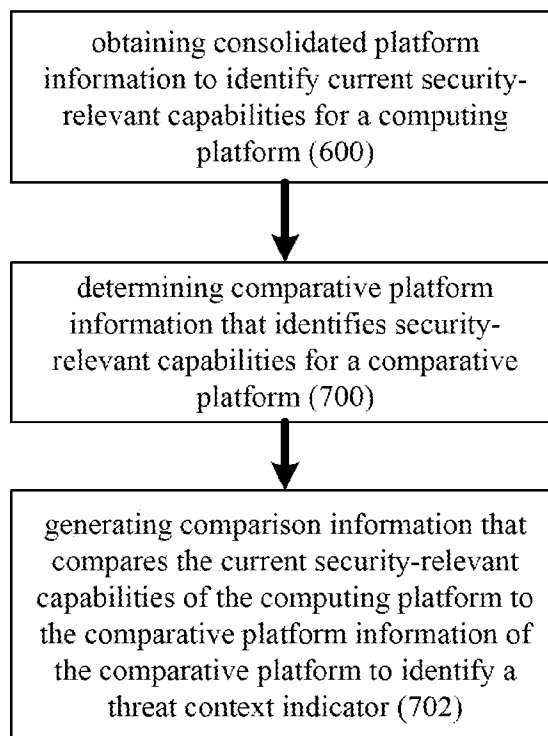 obtaining consolidated platform
information to identify current security-
relevant capabilities for a computing
platform (600)
determining comparative platform
information that identifies security-
relevant capabilities for a comparative
platform (700)
generating comparison information that
compares the current security-relevant
capabilities of the computing platform to
the comparative platform information of
the comparative platform to identify a
threat context indicator (702)